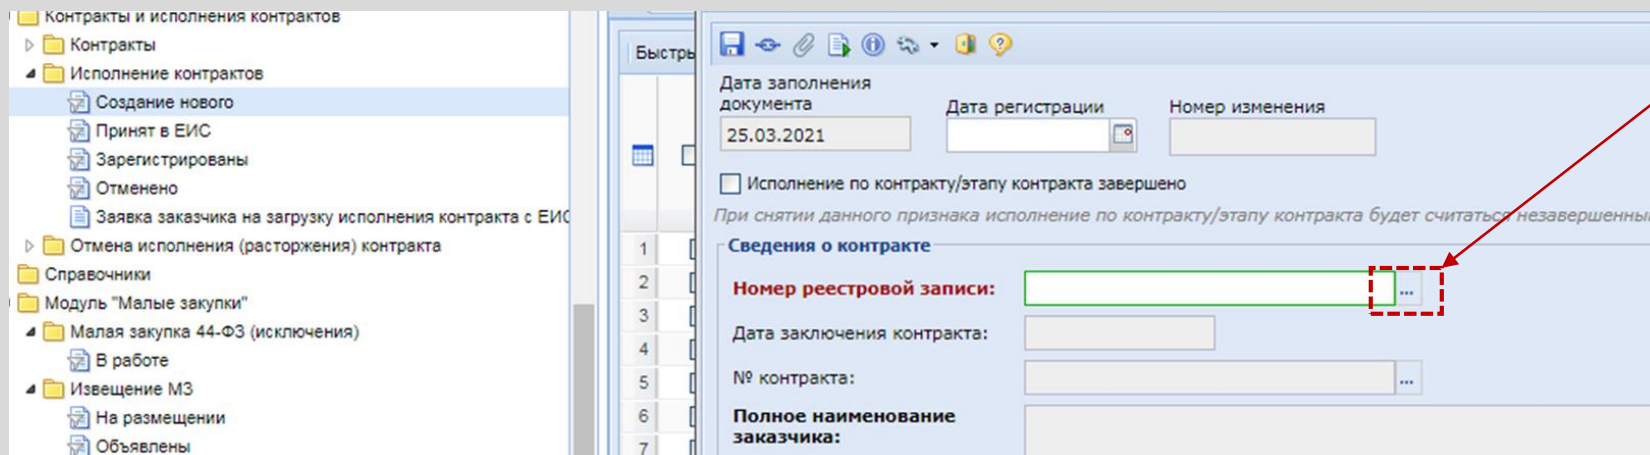 Контракты и исполнения контрактов
Контракты
Исполнение контрактов
Создание нового
Принят в ЕИС
Зарегистрированы
Отменено
Заявка заказчика на загрузку исполнения контракта с ЕИС
Отмена исполнения (расторжения) контракта
Справочники
Модуль "Малые закупки"
Малая закупка 44-ФЗ (исключения)
В работе
Извещение МЗ
На размещении
Объявлены
Быстры
1
2
3
4
5
6
7
Дата заполнения
документа
Дата регистрации
Номер изменения
25.03.2021
Исполнение по контракту/этапу контракта завершено
При снятии данного признака исполнение по контракту/этапу контракта будет считаться незавершенны
Сведения о контракте
Номер реестровой записи:
...
Дата заключения контракта:
№ контракта:
...
Полное наименование
заказчика: